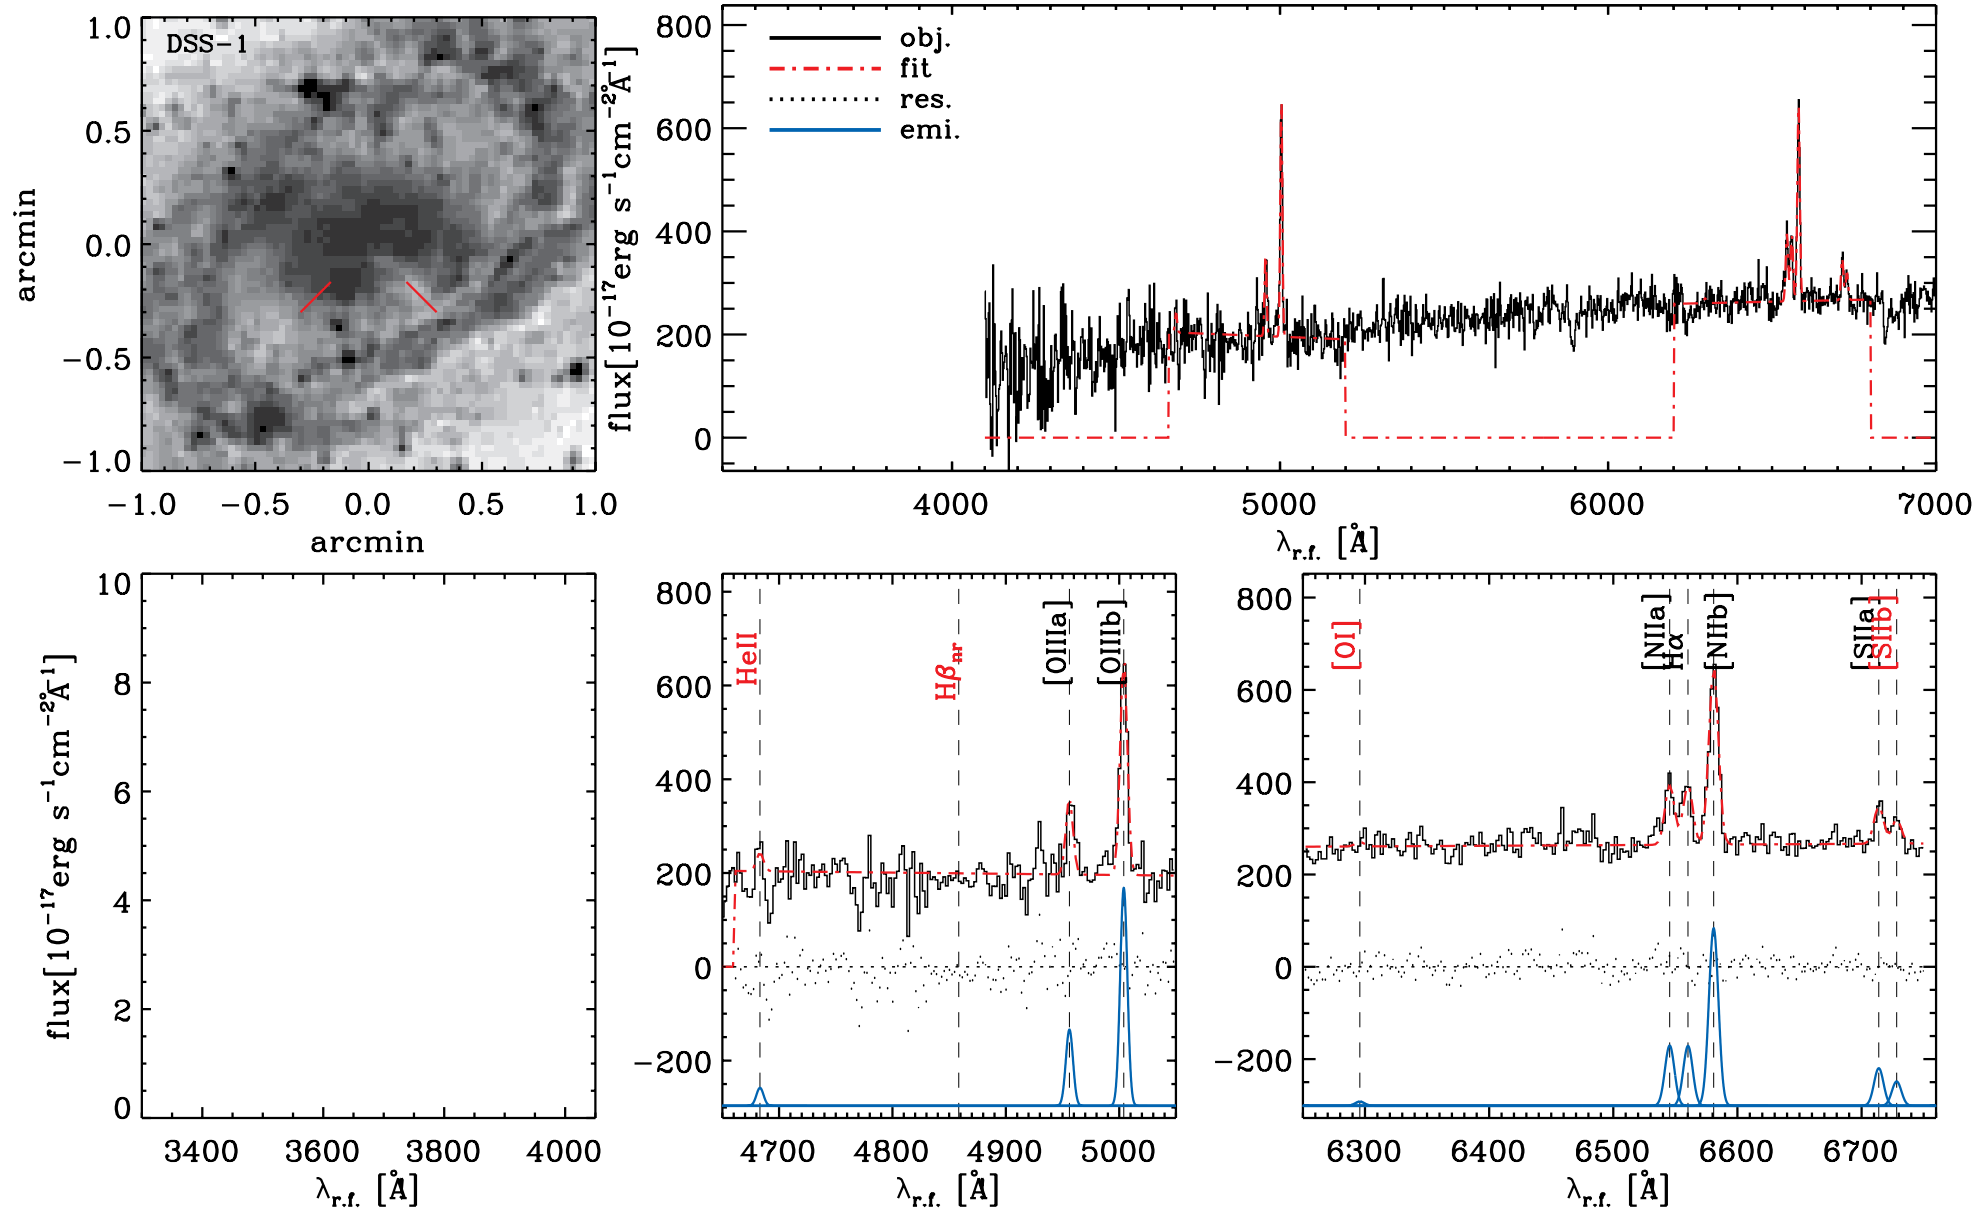 DSS-1
1.0
0.5
0.0
-0.5
-1.0
arcmin
-1.0 -0.5 0.0 0.5 1.0
arcmin
flux[10⁻¹⁷erg s⁻¹cm⁻²Å⁻¹]
800
600
400
200
0
obj.
fit
res.
emi.
4000 5000 6000 7000
λr.f. [Å]
flux[10⁻¹⁷erg s⁻¹cm⁻²Å⁻¹]
10
8
6
4
2
0
3400 3600 3800 4000
λr.f. [Å]
800
600
400
200
0
-200
HeII
Hβnr
[OIIIa]
[OIIIb]
4700 4800 4900 5000
λr.f. [Å]
800
600
400
200
0
-200
[OI]
[NIIa]
Hα
[NIIb]
[SIIa]
[SIIb]
6300 6400 6500 6600 6700
λr.f. [Å]